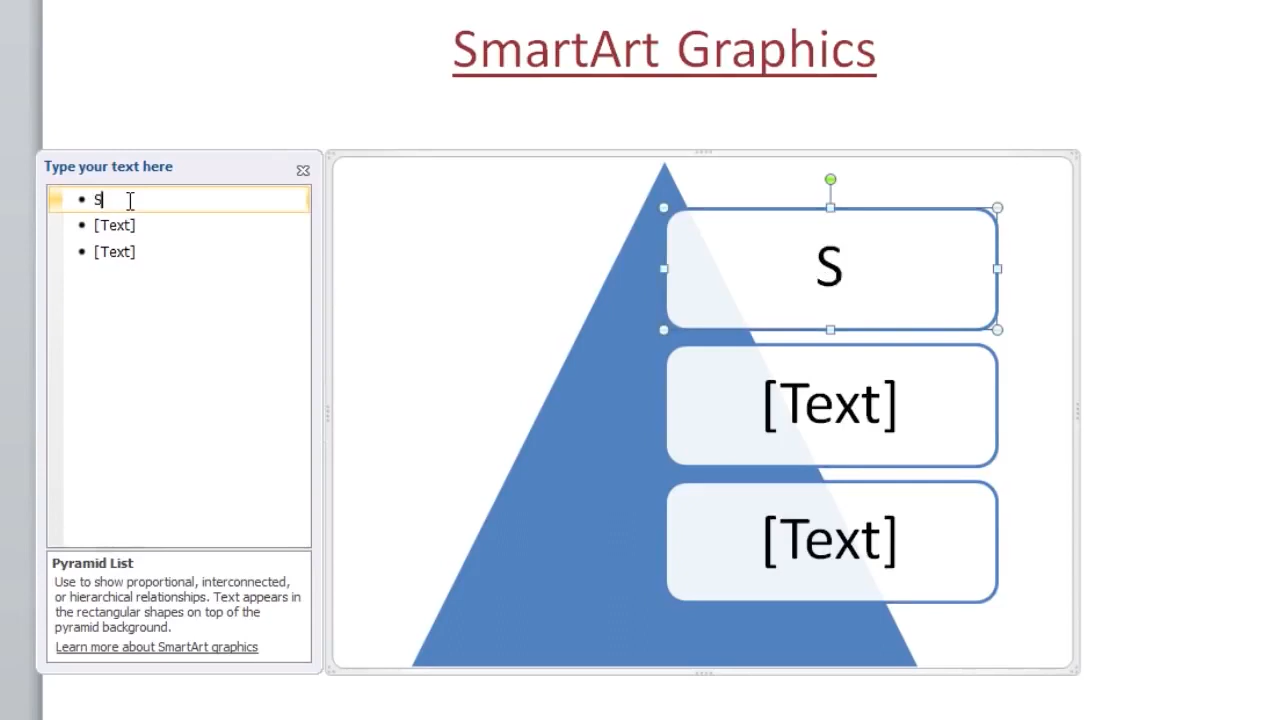 SmartArt Graphics
Type your text here
• S
• [Text]
• [Text]
Pyramid List
Use to show proportional, interconnected,
or hierarchical relationships. Text appears in
the rectangular shapes on top of the
pyramid background.
Learn more about SmartArt graphics
S
[Text]
[Text]